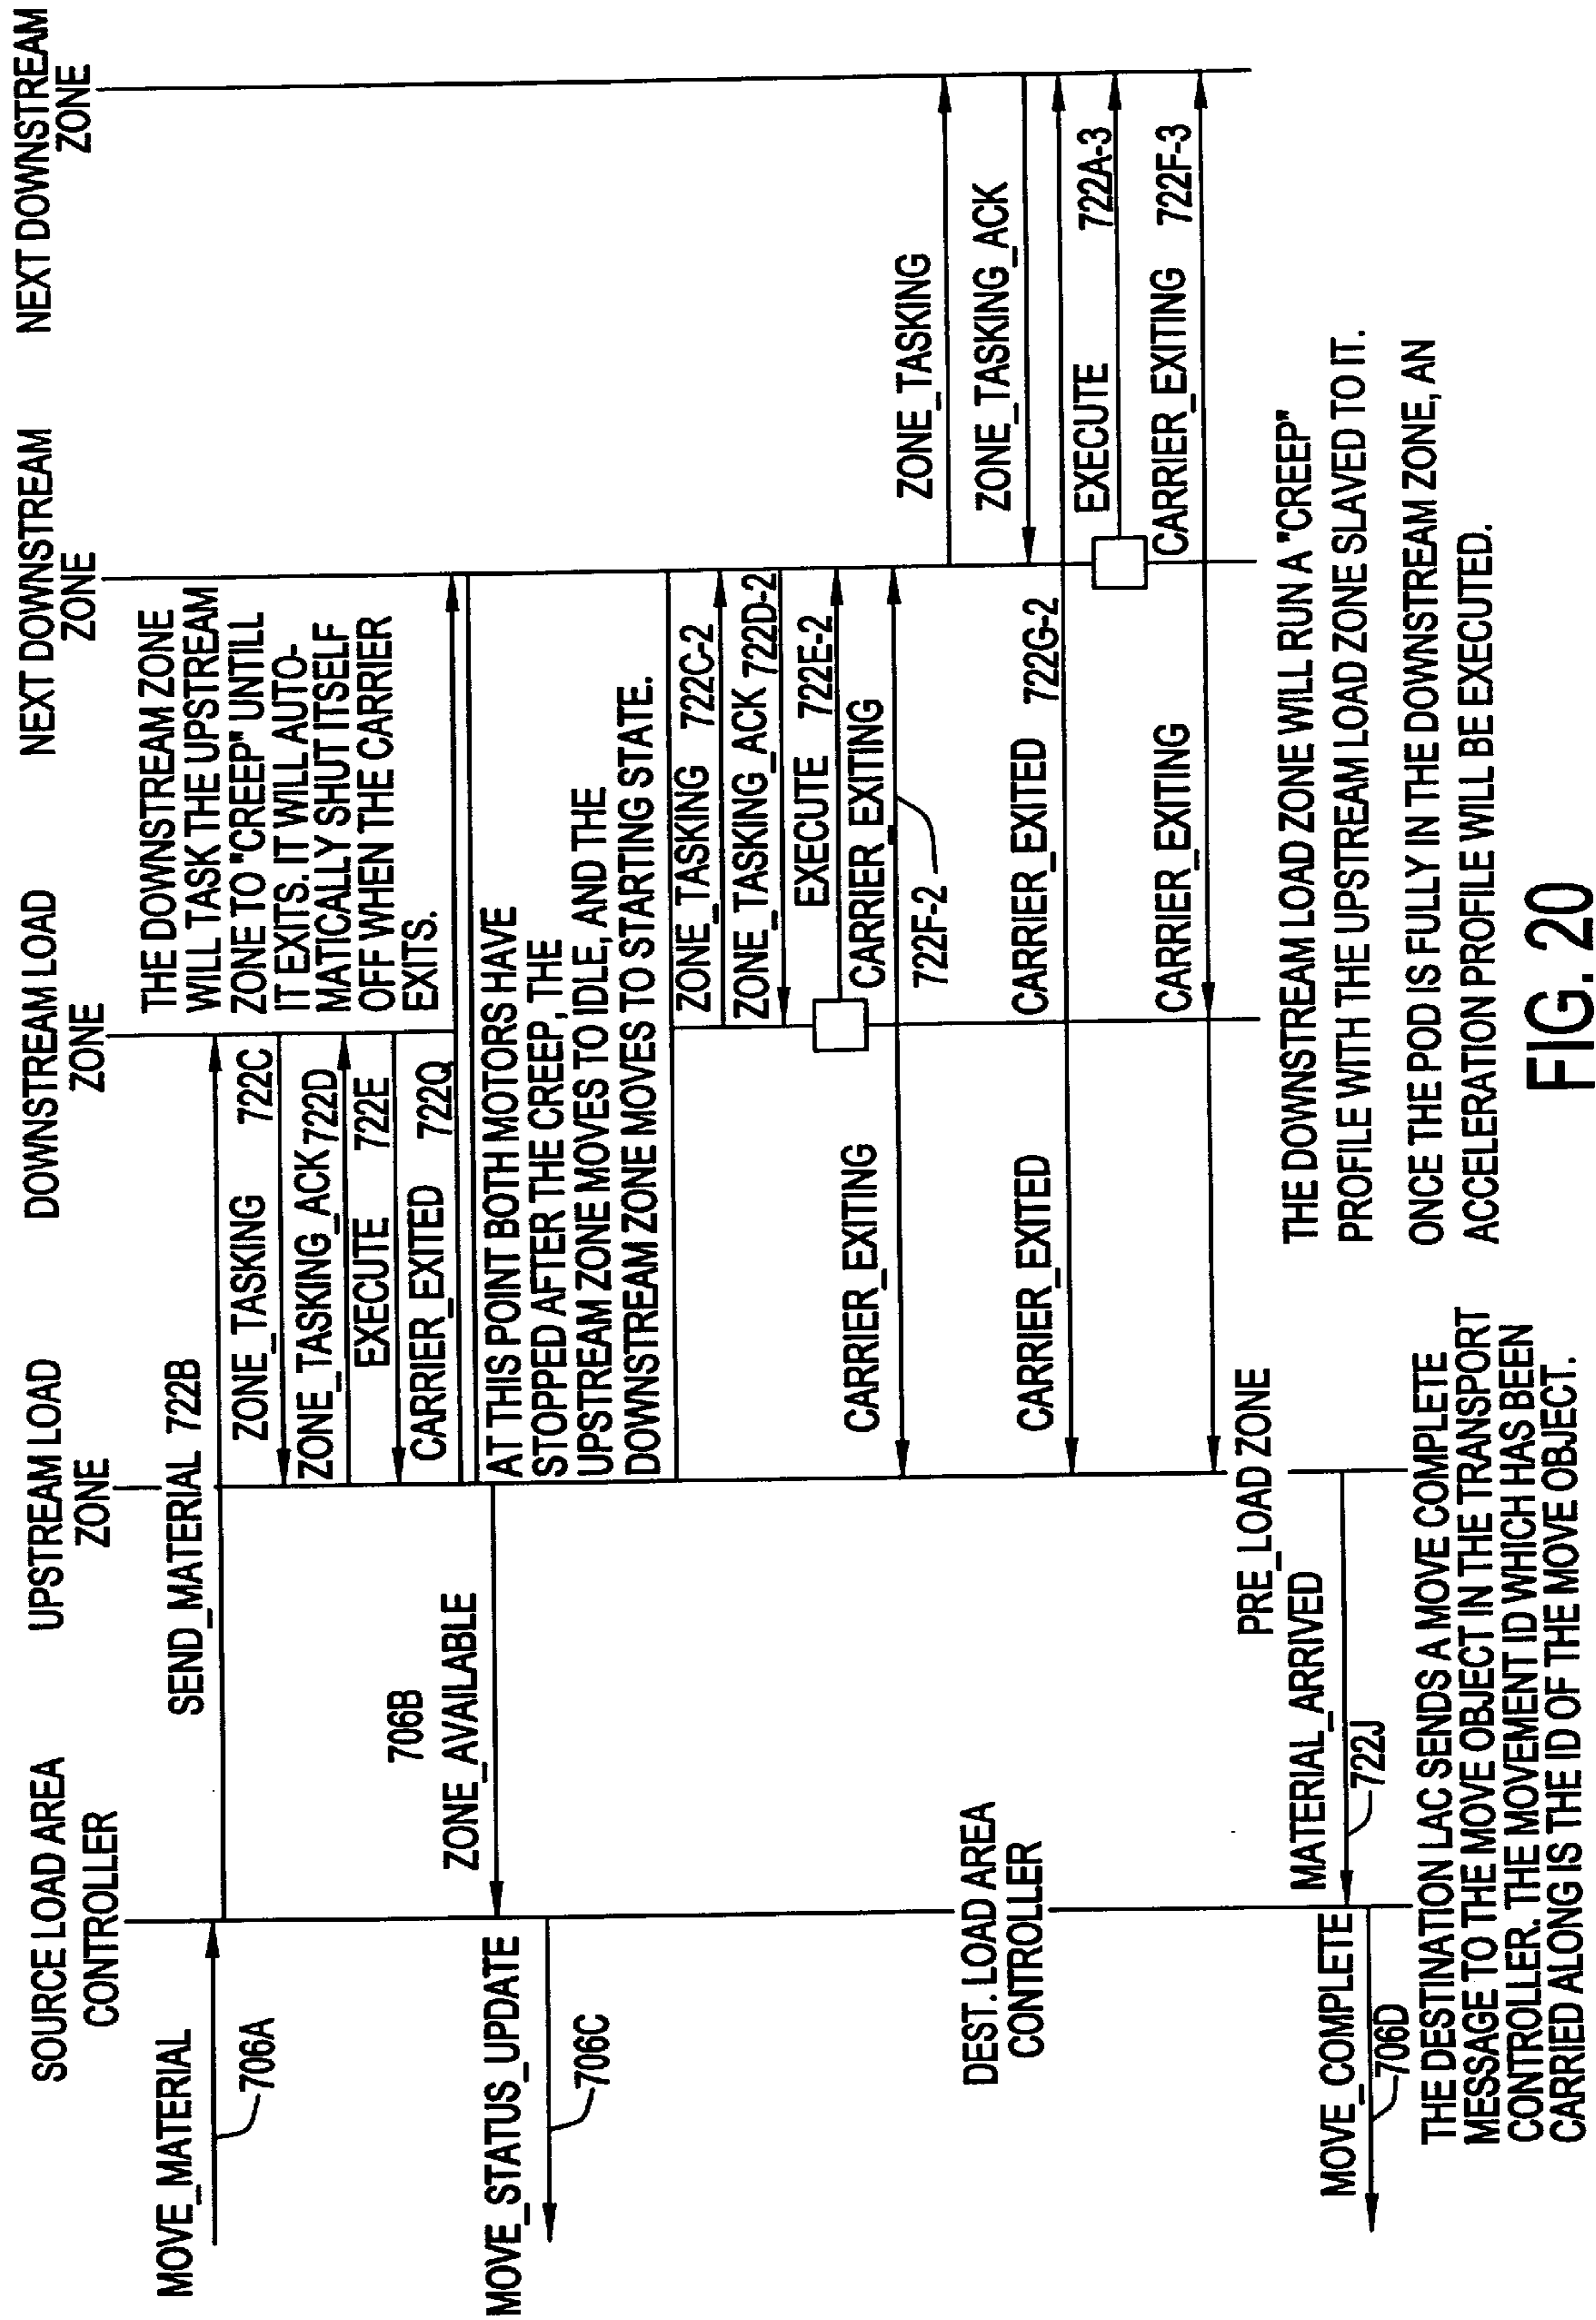 SOURCE LOAD AREA
CONTROLLER
UPSTREAM LOAD
ZONE
DOWNSTREAM LOAD
ZONE
NEXT DOWNSTREAM
ZONE
NEXT DOWNSTREAM
ZONE
MOVE_MATERIAL
706A
SEND_MATERIAL 722B
ZONE_TASKING 722C
ZONE_TASKING_ACK 722D
EXECUTE 722E
CARRIER_EXITED 722Q
THE DOWNSTREAM ZONE
WILL TASK THE UPSTREAM
ZONE TO "CREEP" UNTILL
IT EXITS. IT WILL AUTO-
MATICALLY SHUT ITSELF
OFF WHEN THE CARRIER
EXITS.
706B
ZONE_AVAILABLE
MOVE_STATUS_UPDATE
706C
AT THIS POINT BOTH MOTORS HAVE
STOPPED AFTER THE CREEP, THE
UPSTREAM ZONE MOVES TO IDLE, AND THE
DOWNSTREAM ZONE MOVES TO STARTING STATE.
ZONE_TASKING 722C-2
ZONE_TASKING_ACK 722D-2
EXECUTE 722E-2
CARRIER_EXITING
CARRIER_EXITING
722F-2
ZONE_TASKING
ZONE_TASKING_ACK
CARRIER_EXITED
CARRIER_EXITED 722G-2
EXECUTE 722A-3
CARRIER_EXITING
CARRIER_EXITING 722F-3
DEST. LOAD AREA
CONTROLLER
PRE_LOAD ZONE
MATERIAL_ARRIVED
722J
MOVE_COMPLETE
706D
THE DESTINATION LAC SENDS A MOVE COMPLETE
MESSAGE TO THE MOVE OBJECT IN THE TRANSPORT
CONTROLLER. THE MOVEMENT ID WHICH HAS BEEN
CARRIED ALONG IS THE ID OF THE MOVE OBJECT.
THE DOWNSTREAM LOAD ZONE WILL RUN A "CREEP"
PROFILE WITH THE UPSTREAM LOAD ZONE SLAVED TO IT.
ONCE THE POD IS FULLY IN THE DOWNSTREAM ZONE, AN
ACCELERATION PROFILE WILL BE EXECUTED.
FIG. 20